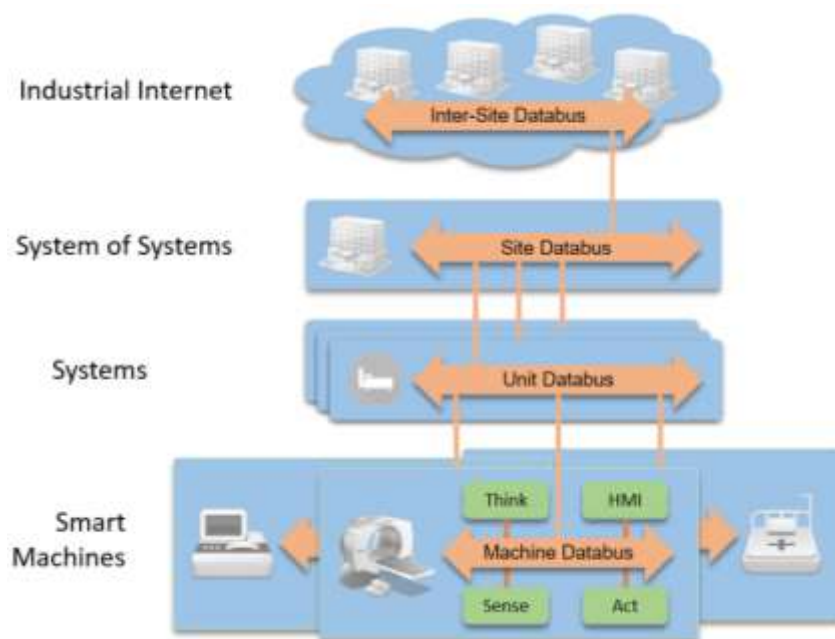 Industrial Internet
Inter-Site Databus
System of Systems
Site Databus
Systems
Unit Databus
Smart
Machines
Think
HMI
Machine Databus
Sense
Act